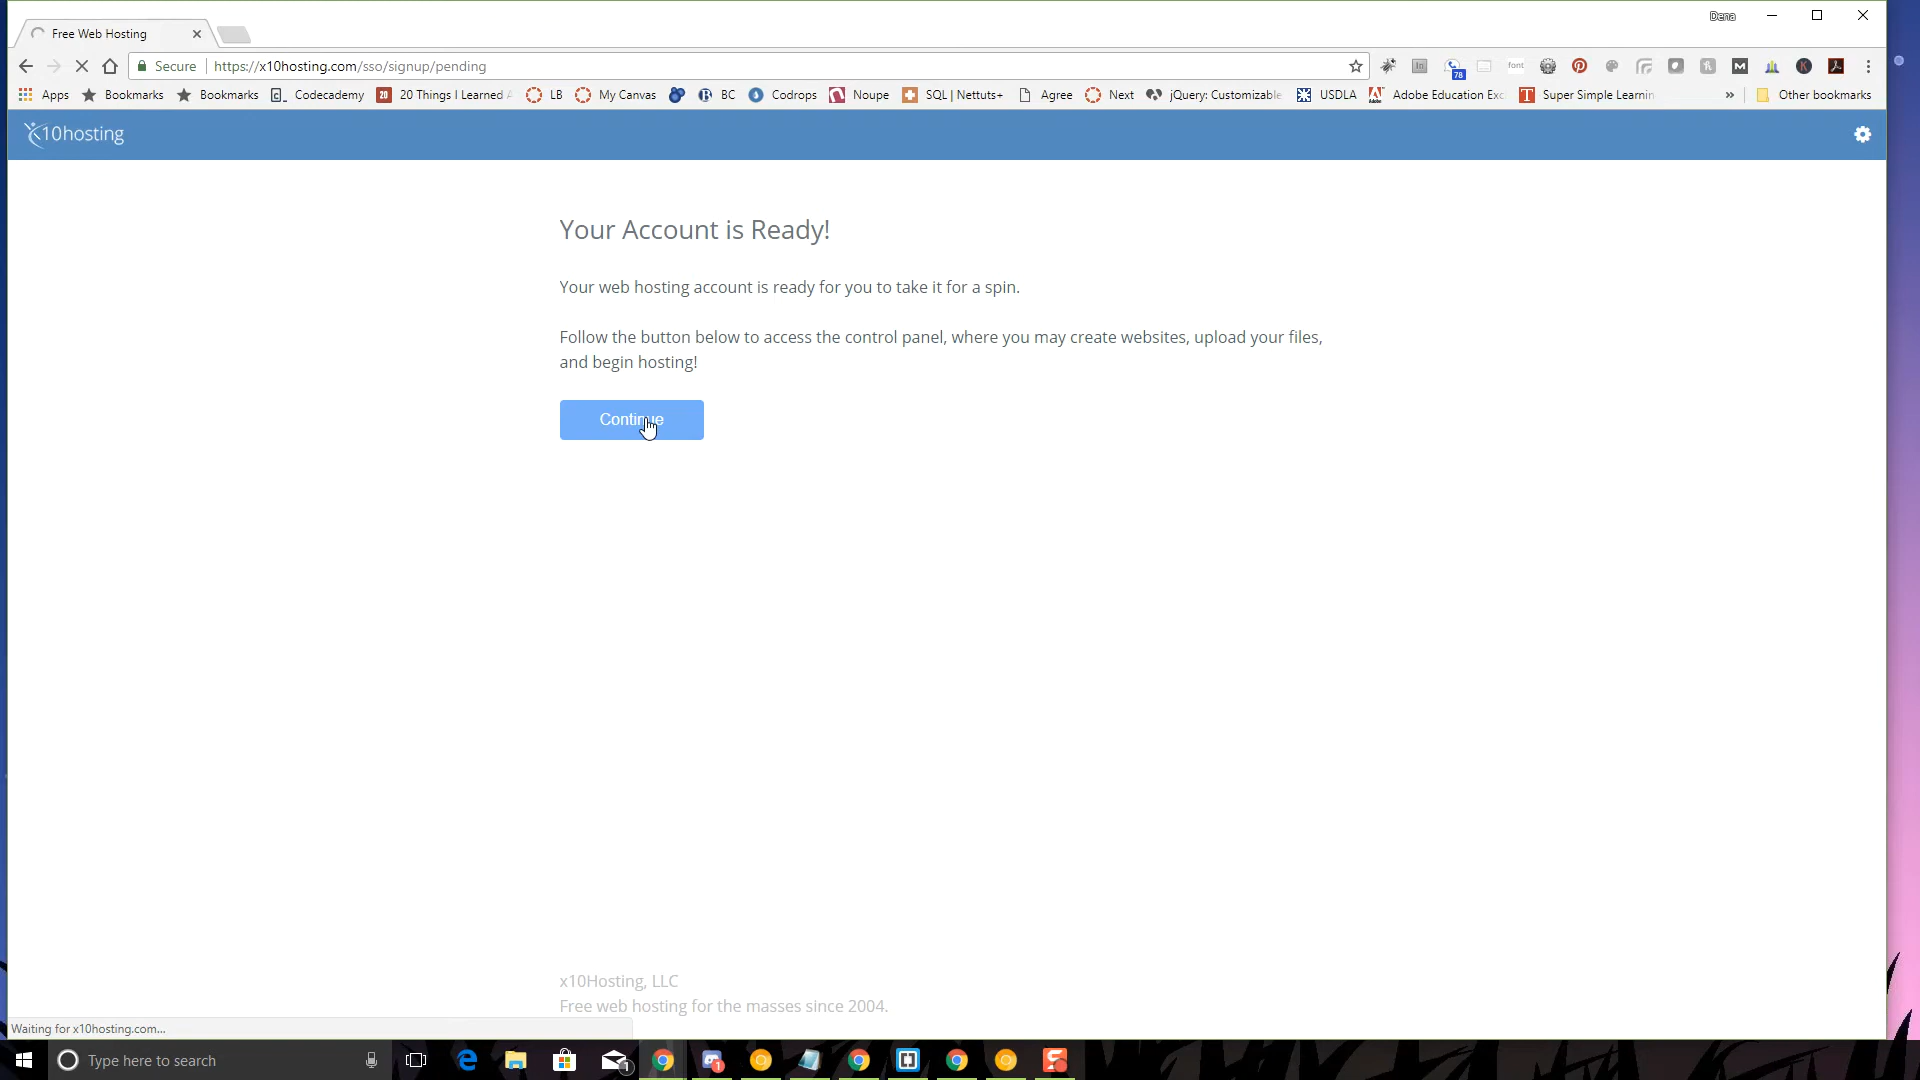 Dena
Free Web Hosting
Secure https://x10hosting.com/sso/signup/pending
font
78
Apps Bookmarks Bookmarks Codecademy 20 Things I Learned LB My Canvas BC Codrops Noupe SQL | Nettuts+ Agree Next jQuery: Customizable USDLA Adobe Education Exc Super Simple Learnin » Other bookmarks
x10hosting
Your Account is Ready!
Your web hosting account is ready for you to take it for a spin.
Follow the button below to access the control panel, where you may create websites, upload your files,
and begin hosting!
Continue
x10Hosting, LLC
Free web hosting for the masses since 2004.
Waiting for x10hosting.com...
Type here to search